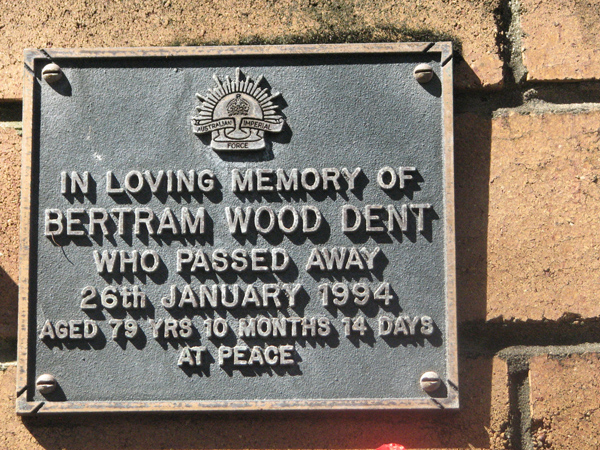 AUSTRALIAN IMPERIAL
FORCE
IN LOVING MEMORY OF
BERTRAM WOOD DENT
WHO PASSED AWAY
26th JANUARY 1994
AGED 79 YRS 10 MONTHS 14 DAYS
AT PEACE